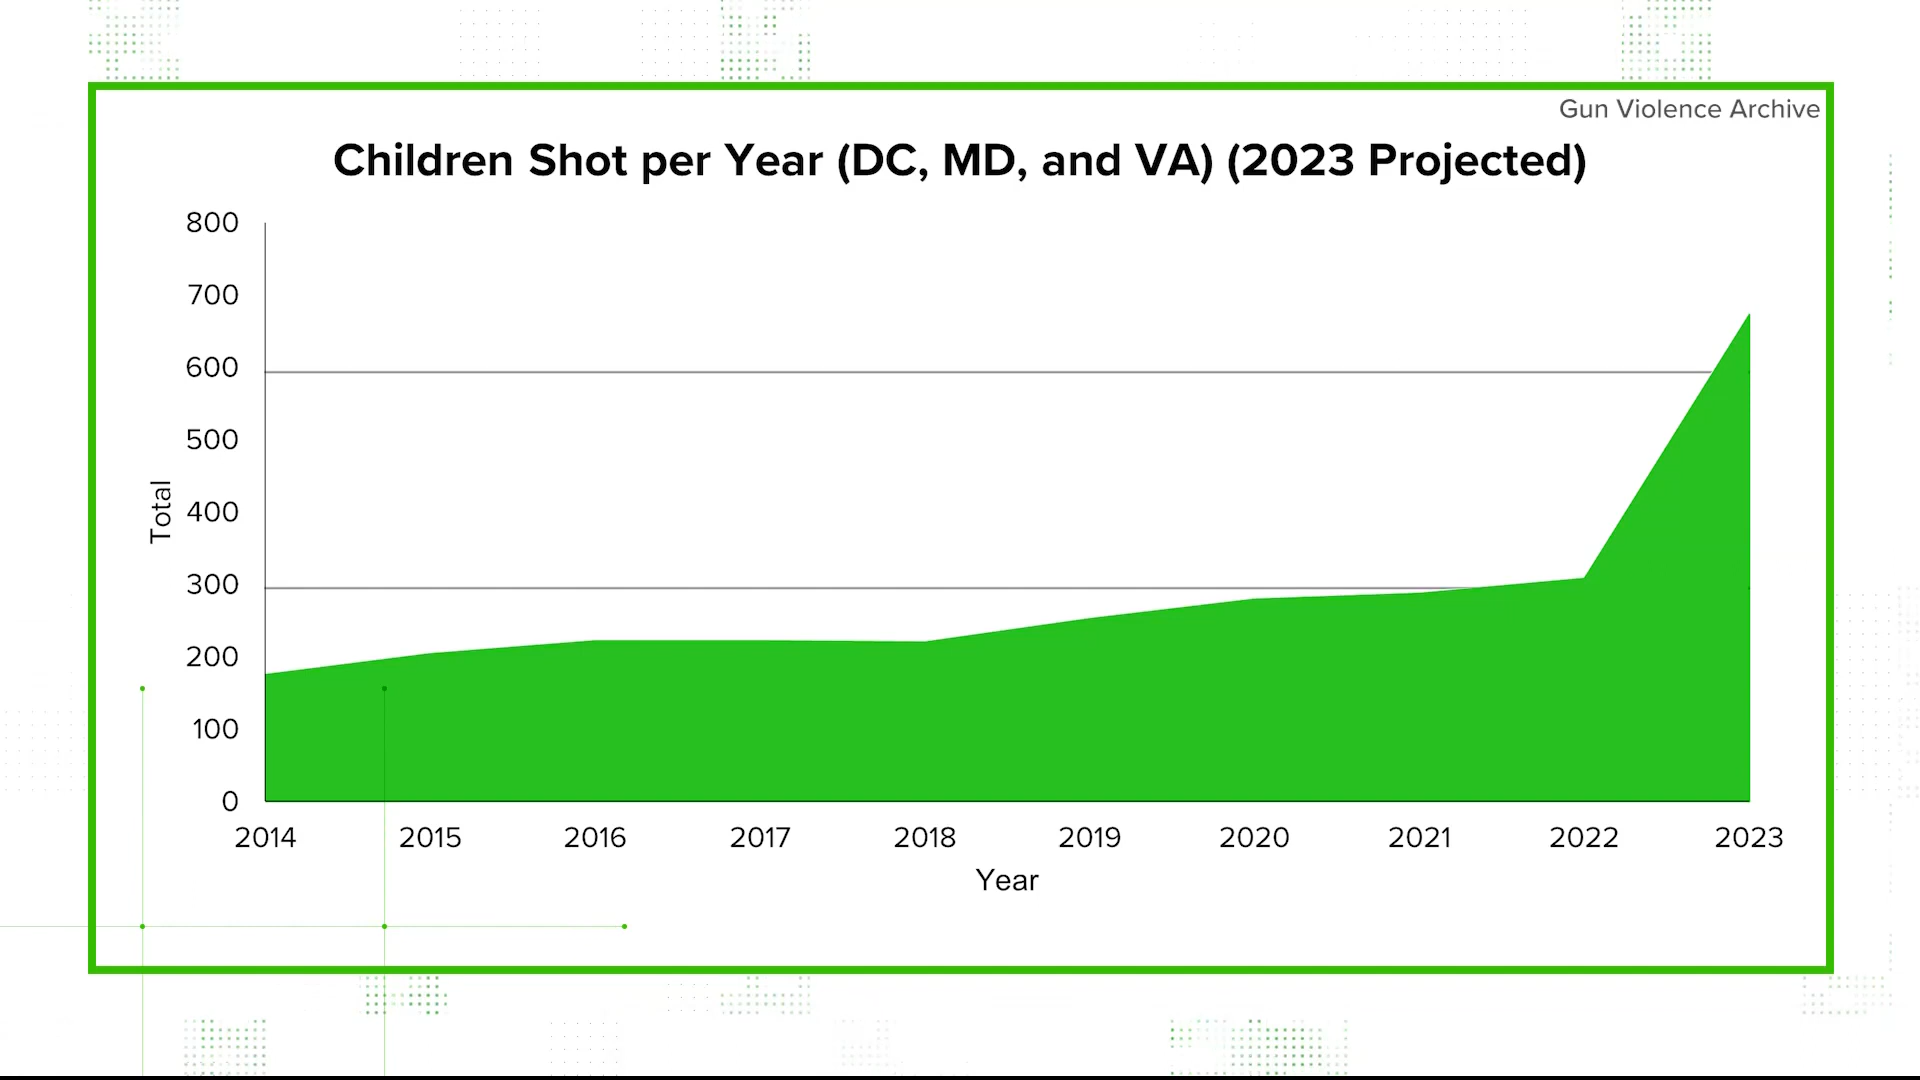 Gun Violence Archive
Children Shot per Year (DC, MD, and VA) (2023 Projected)
800
700
600
500
400
300
200
100
0
Total
2014 2015 2016 2017 2018 2019 2020 2021 2022 2023
Year